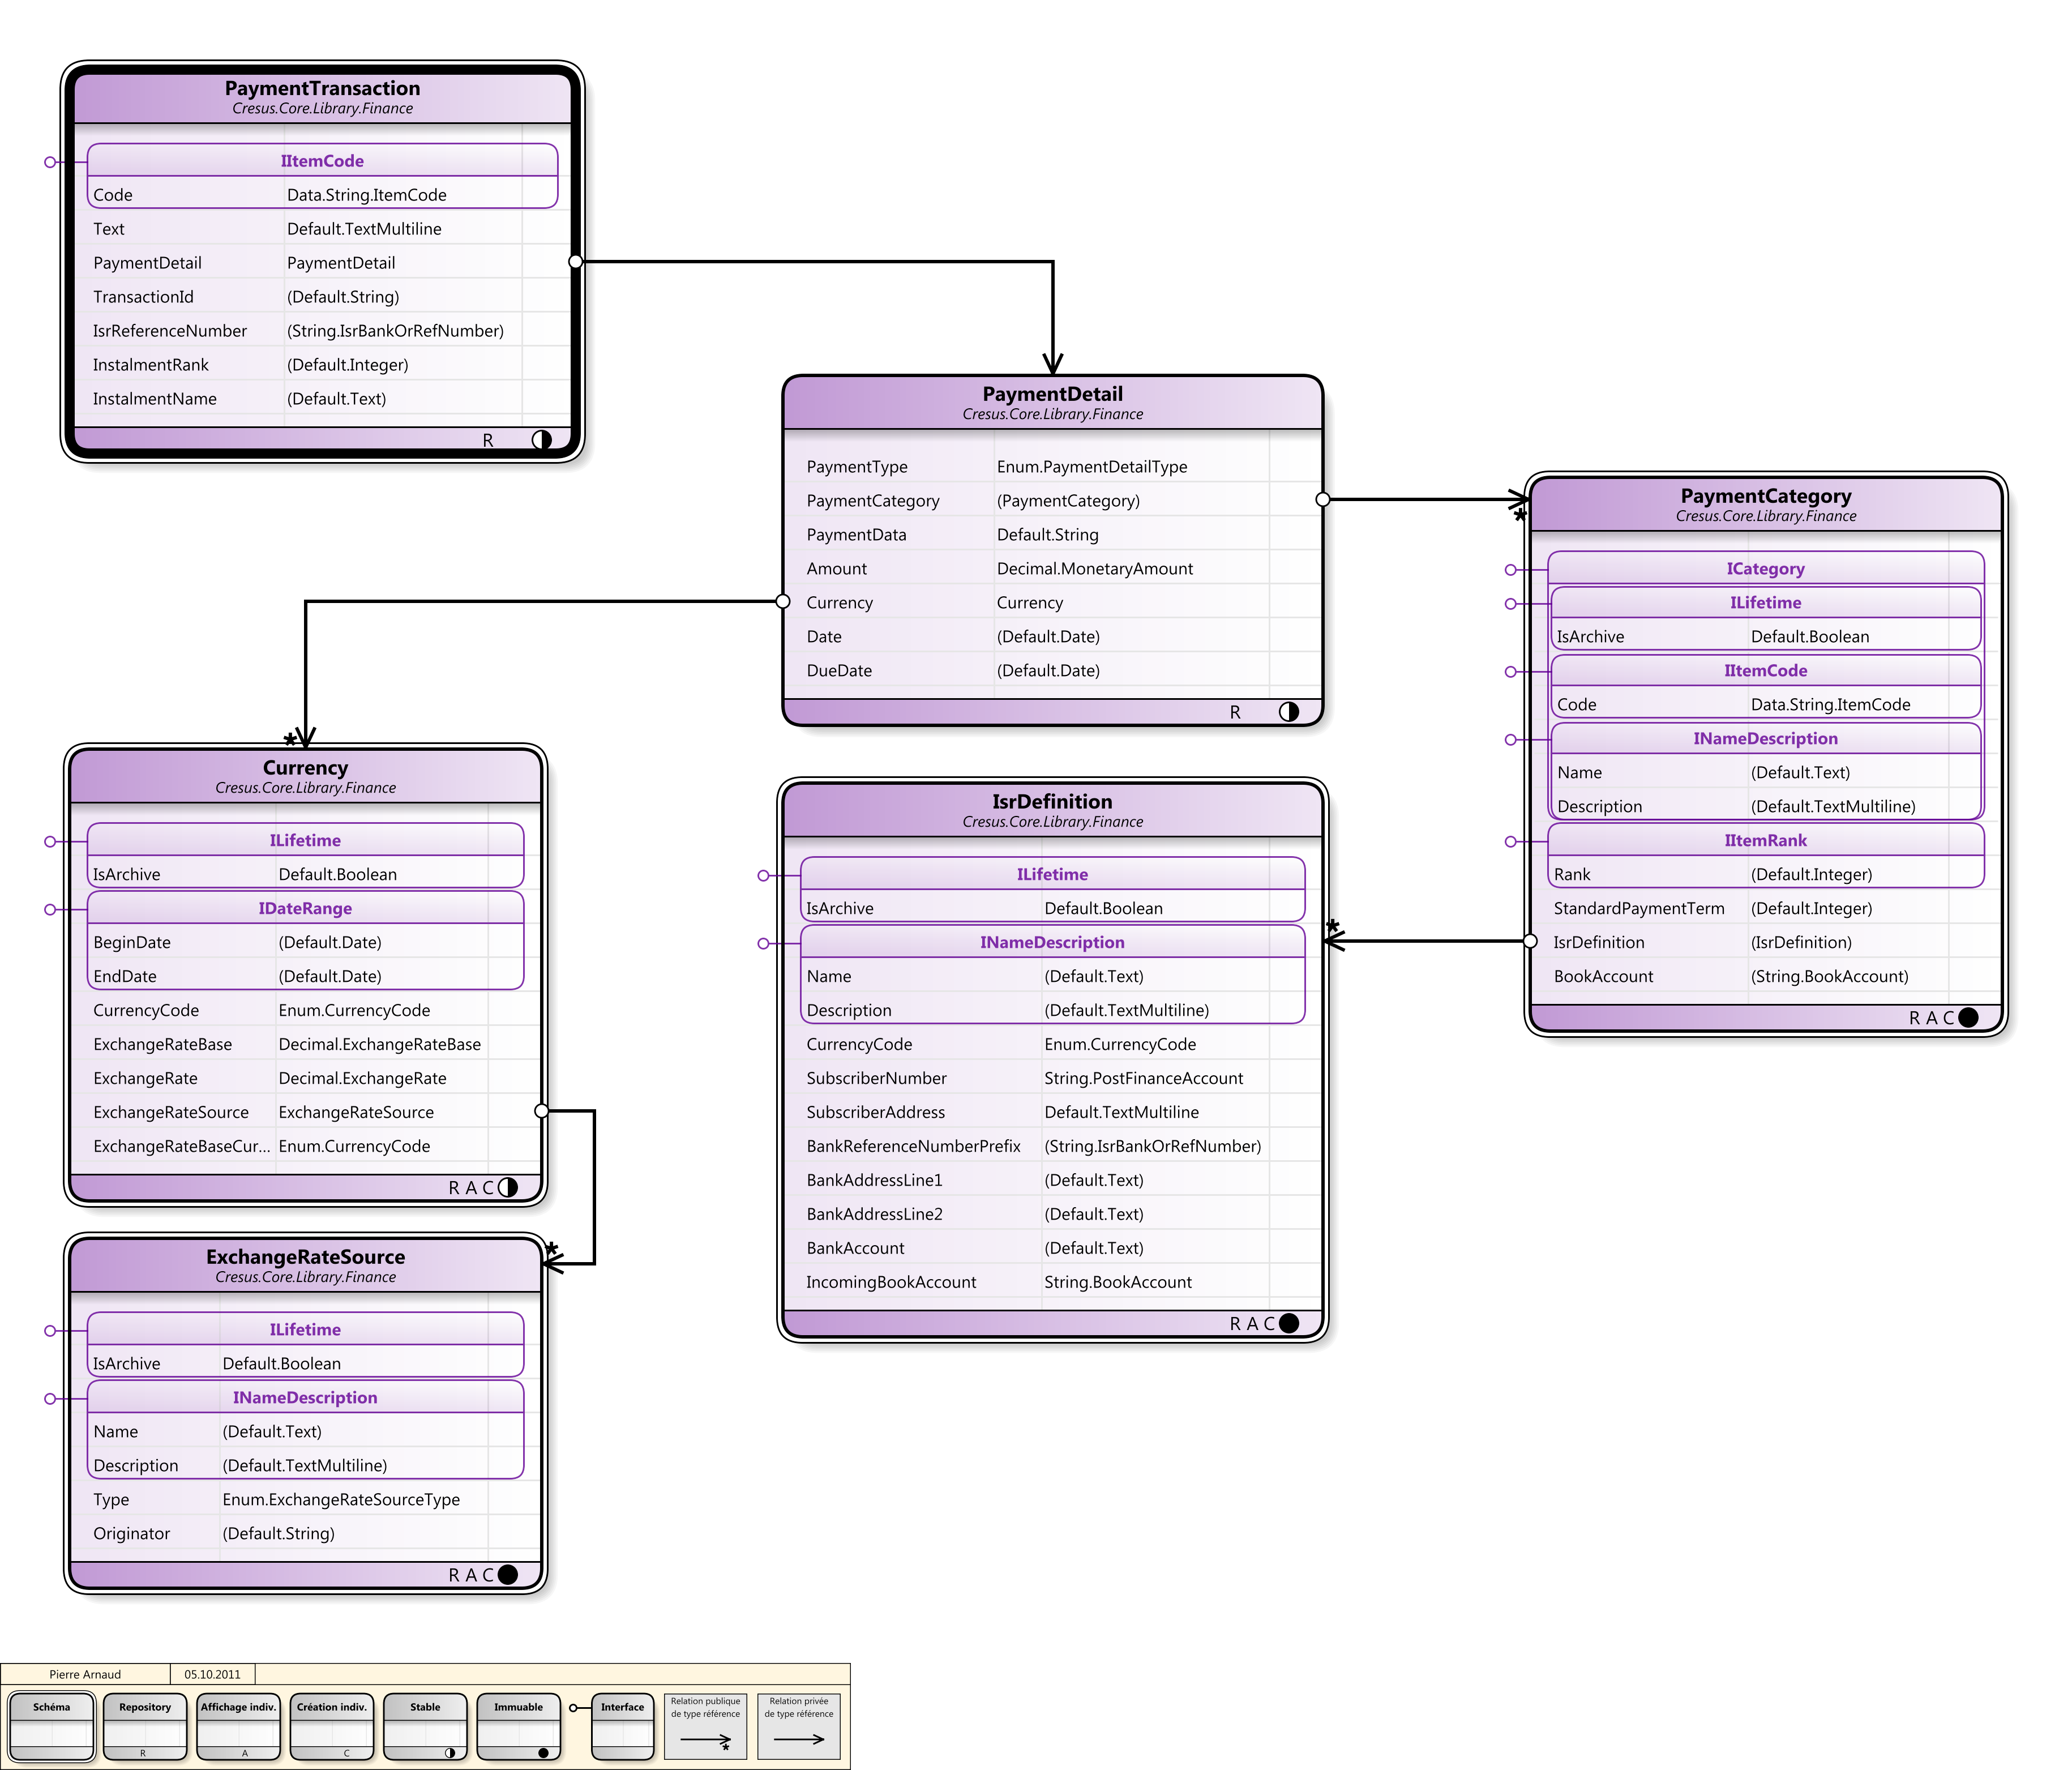 PaymentTransaction
Cresus.Core.Library.Finance
IItemCode
Code Data.String.ItemCode
Text Default.TextMultiline
PaymentDetail PaymentDetail
TransactionId (Default.String)
IsrReferenceNumber (String.IsrBankOrRefNumber)
InstalmentRank (Default.Integer)
InstalmentName (Default.Text)
R
PaymentDetail
Cresus.Core.Library.Finance
PaymentType Enum.PaymentDetailType
PaymentCategory (PaymentCategory)
PaymentData Default.String
Amount Decimal.MonetaryAmount
Currency Currency
Date (Default.Date)
DueDate (Default.Date)
R
*
PaymentCategory
Cresus.Core.Library.Finance
ICategory
ILifetime
IsArchive Default.Boolean
IItemCode
Code Data.String.ItemCode
INameDescription
Name (Default.Text)
Description (Default.TextMultiline)
IItemRank
Rank (Default.Integer)
StandardPaymentTerm (Default.Integer)
IsrDefinition (IsrDefinition)
BookAccount (String.BookAccount)
R A C
*
Currency
Cresus.Core.Library.Finance
ILifetime
IsArchive Default.Boolean
IDateRange
BeginDate (Default.Date)
EndDate (Default.Date)
CurrencyCode Enum.CurrencyCode
ExchangeRateBase Decimal.ExchangeRateBase
ExchangeRate Decimal.ExchangeRate
ExchangeRateSource ExchangeRateSource
ExchangeRateBaseCur... Enum.CurrencyCode
R A C
IsrDefinition
Cresus.Core.Library.Finance
ILifetime
IsArchive Default.Boolean
*
INameDescription
Name (Default.Text)
Description (Default.TextMultiline)
CurrencyCode Enum.CurrencyCode
SubscriberNumber String.PostFinanceAccount
SubscriberAddress Default.TextMultiline
BankReferenceNumberPrefix (String.IsrBankOrRefNumber)
BankAddressLine1 (Default.Text)
BankAddressLine2 (Default.Text)
BankAccount (Default.Text)
IncomingBookAccount String.BookAccount
R A C
*
ExchangeRateSource
Cresus.Core.Library.Finance
ILifetime
IsArchive Default.Boolean
INameDescription
Name (Default.Text)
Description (Default.TextMultiline)
Type Enum.ExchangeRateSourceType
Originator (Default.String)
R A C
Pierre Arnaud 05.10.2011
Schéma
Repository
R
Affichage indiv.
A
Création indiv.
C
Stable
Immuable
Interface
Relation publique
de type référence
*
Relation privée
de type référence